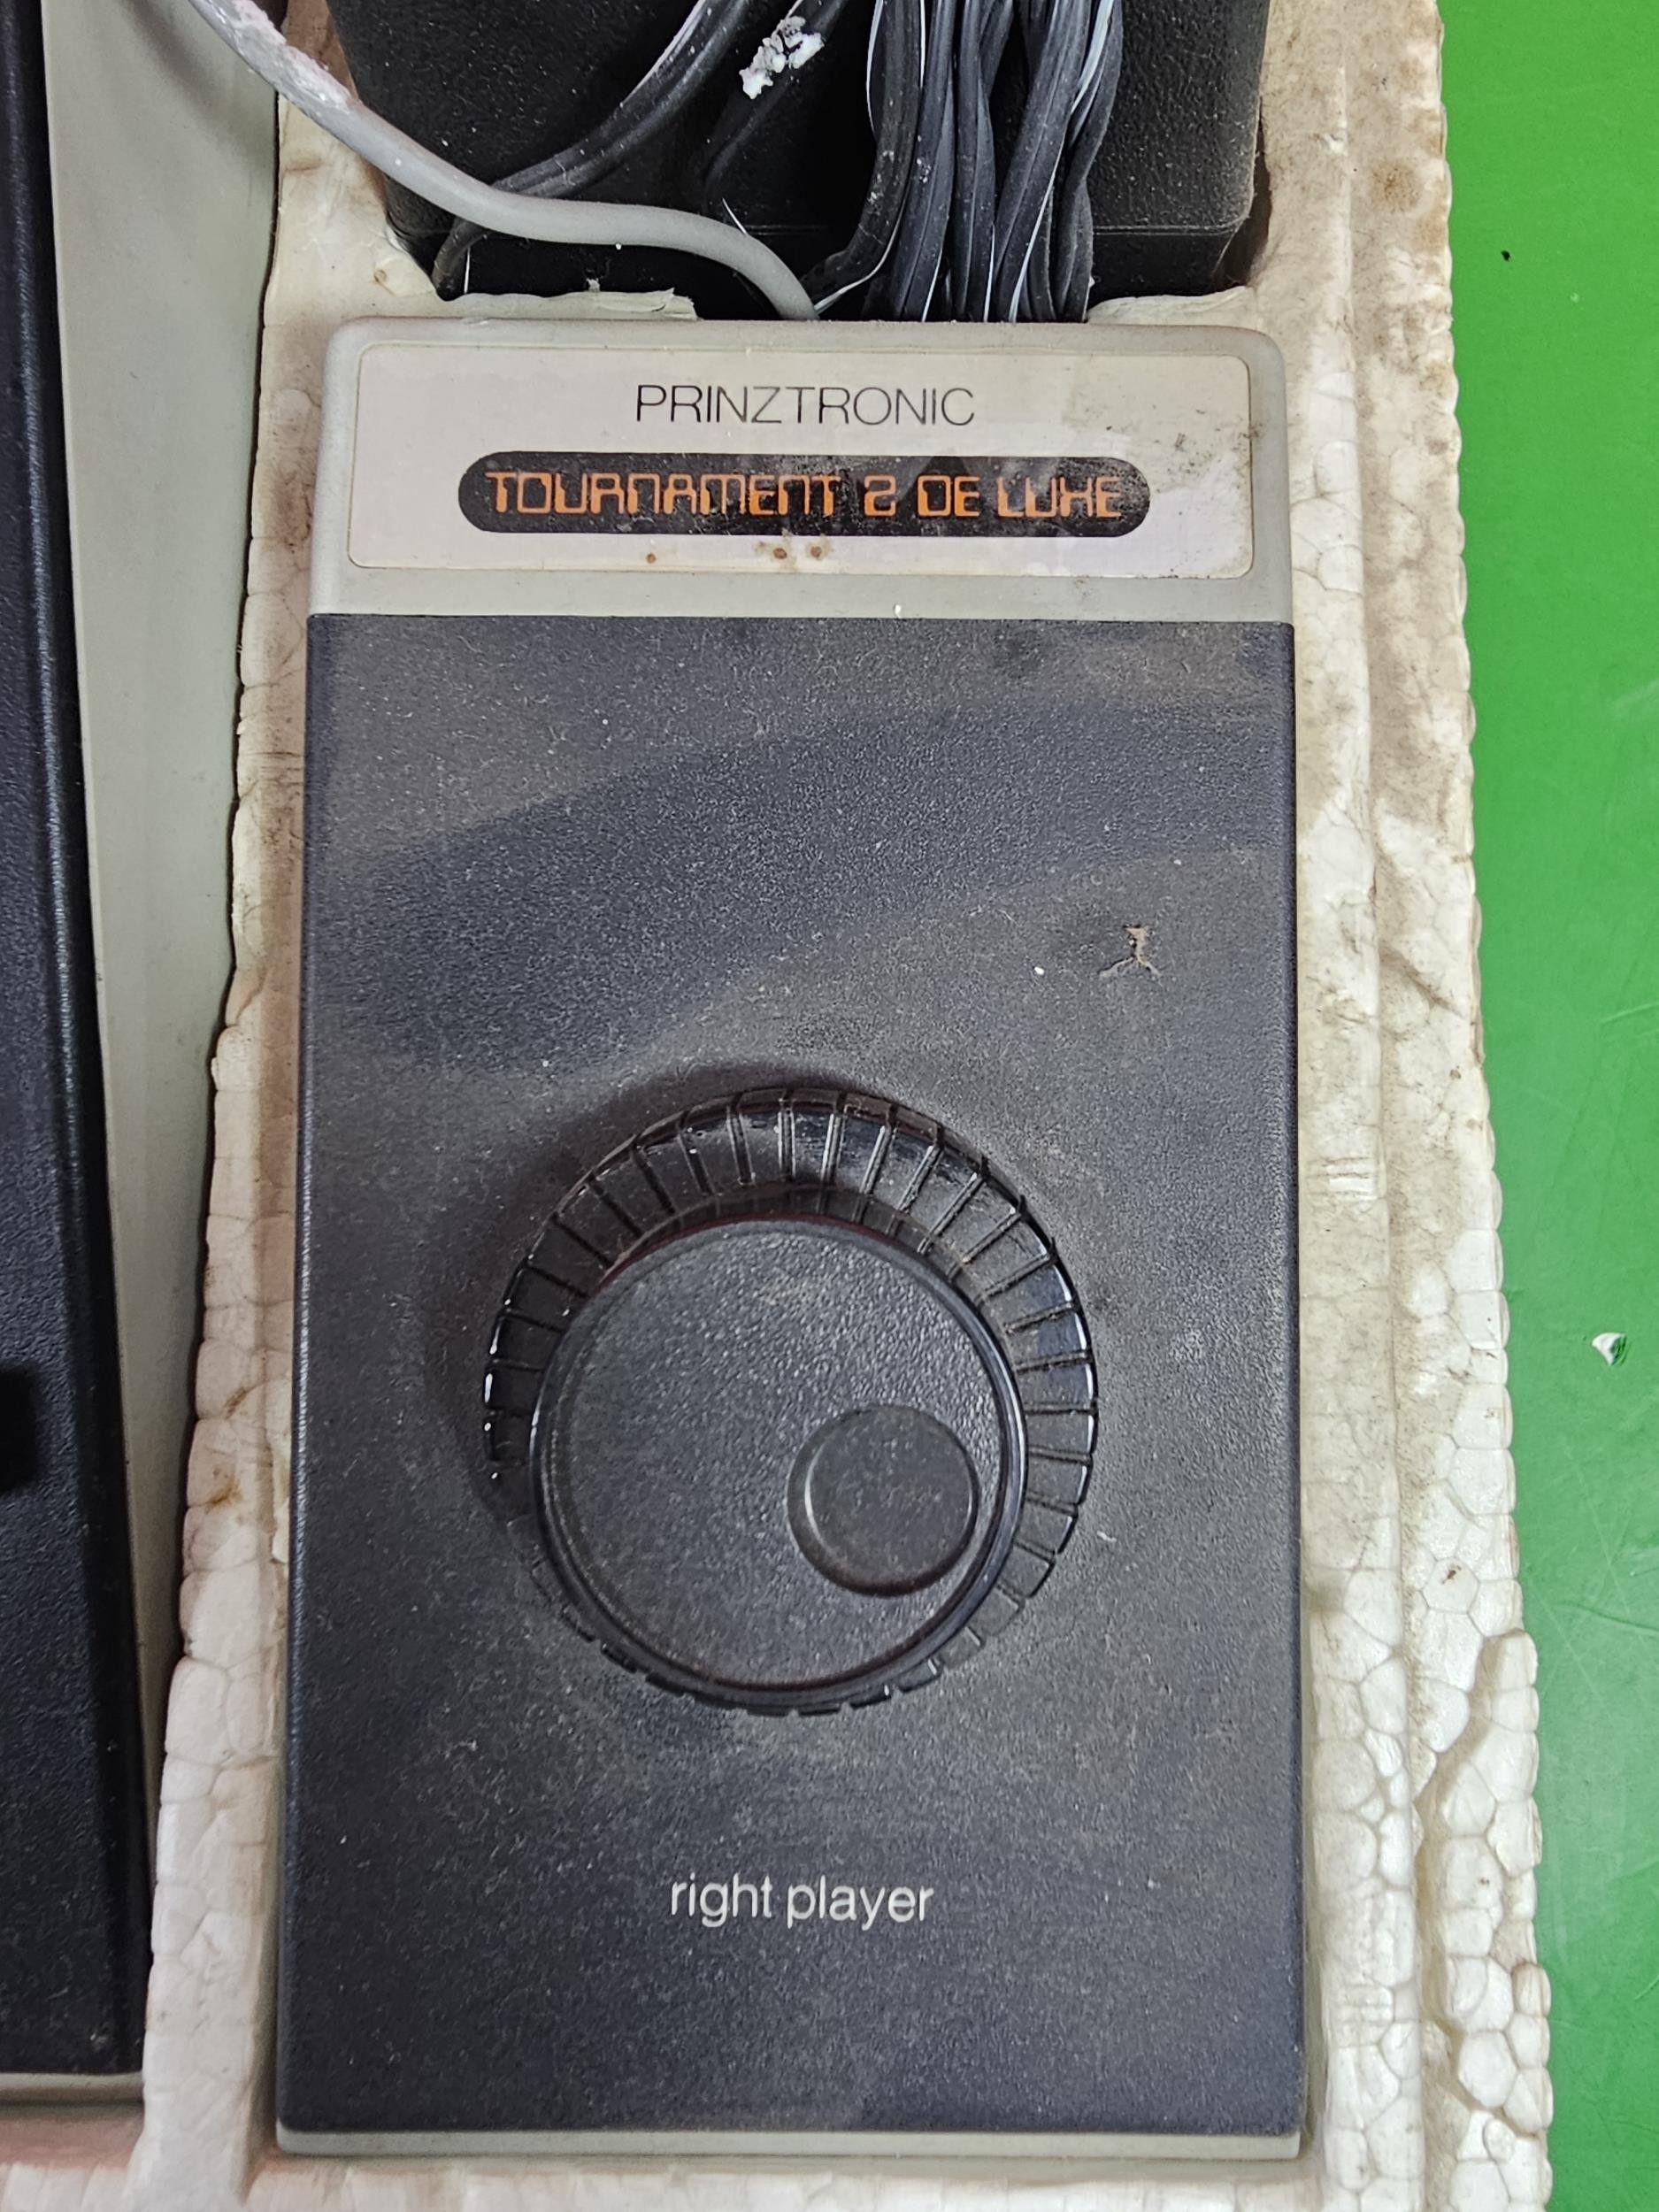 PRINZTRONIC
TOURNAMENT 2 DE LUXE
right player